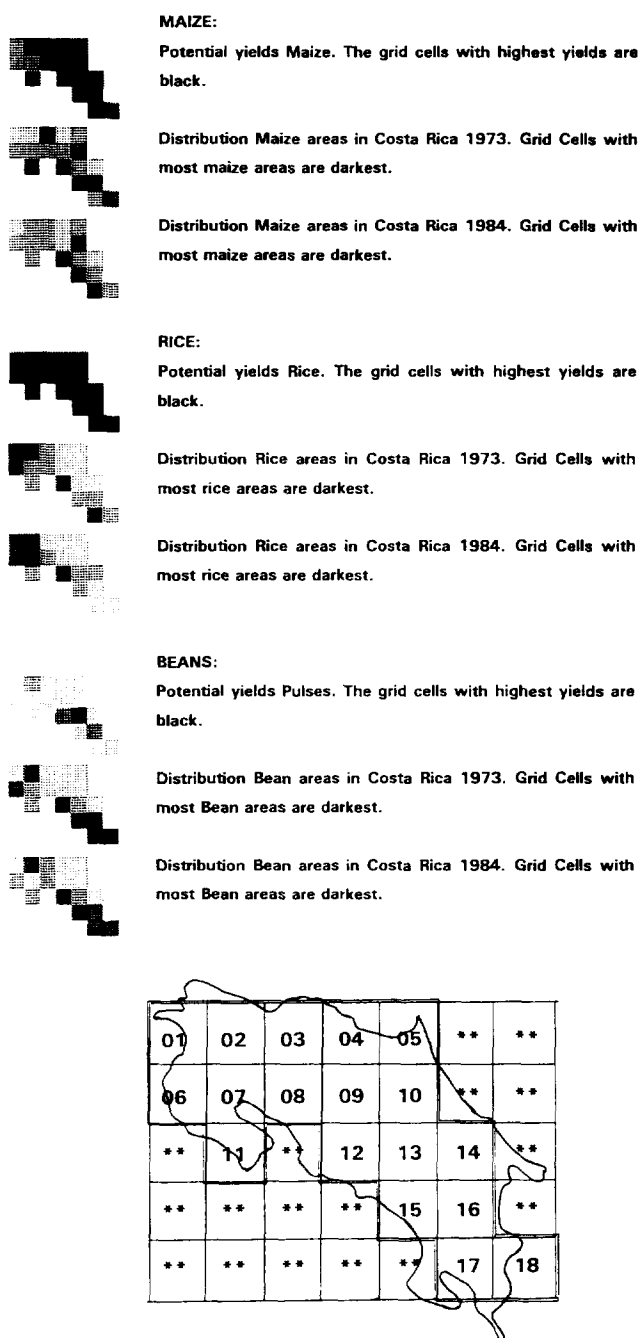 MAIZE:
Potential yields Maize. The grid cells with highest yields are
black.
Distribution Maize areas in Costa Rica 1973. Grid Cells with
most maize areas are darkest.
Distribution Maize areas in Costa Rica 1984. Grid Cells with
most maize areas are darkest.
RICE:
Potential yields Rice. The grid cells with highest yields are
black.
Distribution Rice areas in Costa Rica 1973. Grid Cells with
most rice areas are darkest.
Distribution Rice areas in Costa Rica 1984. Grid Cells with
most rice areas are darkest.
BEANS:
Potential yields Pulses. The grid cells with highest yields are
black.
Distribution Bean areas in Costa Rica 1973. Grid Cells with
most Bean areas are darkest.
Distribution Bean areas in Costa Rica 1984. Grid Cells with
most Bean areas are darkest.
01 02 03 04 05 ** **
06 07 08 09 10 ** **
** 11 ** 12 13 14 **
** ** ** ** 15 16 **
** ** ** ** ** 17 18